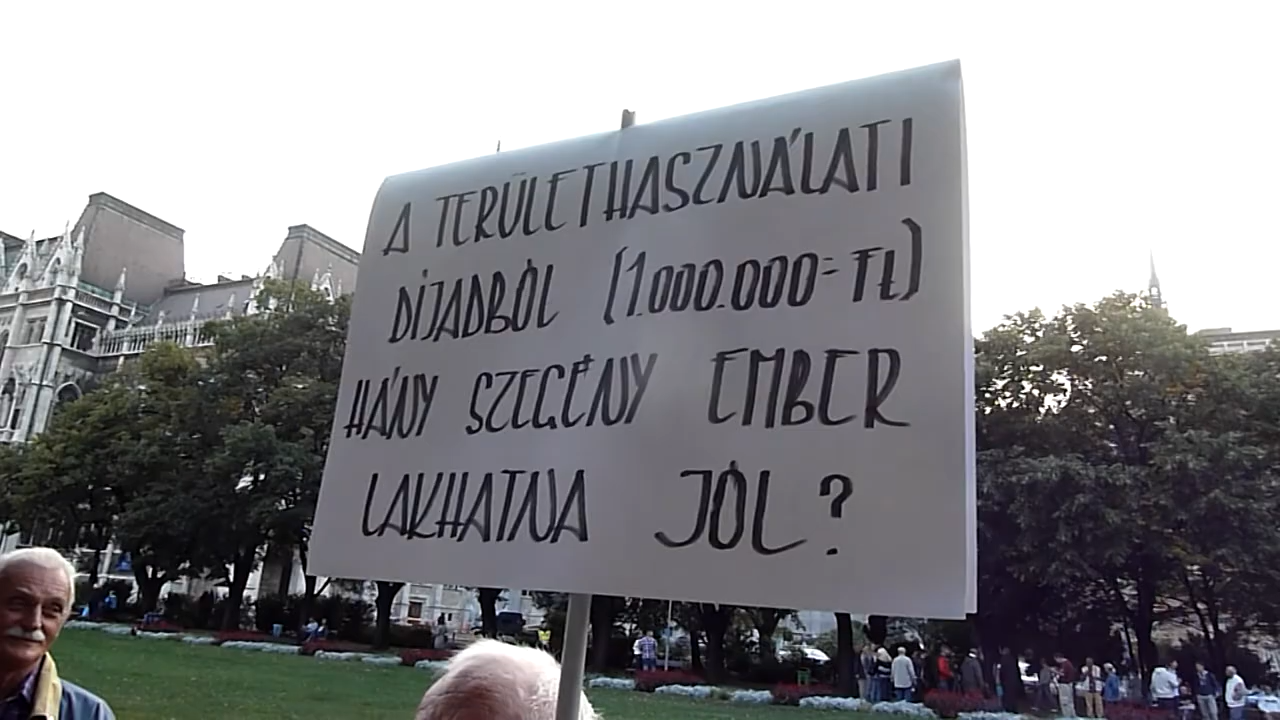 A TERÜLETHASZNÁLATI
DÍJADBÓL (1.000.000= Ft)
HÁNY SZEGÉNY EMBER
LAKHATNA JÓL?